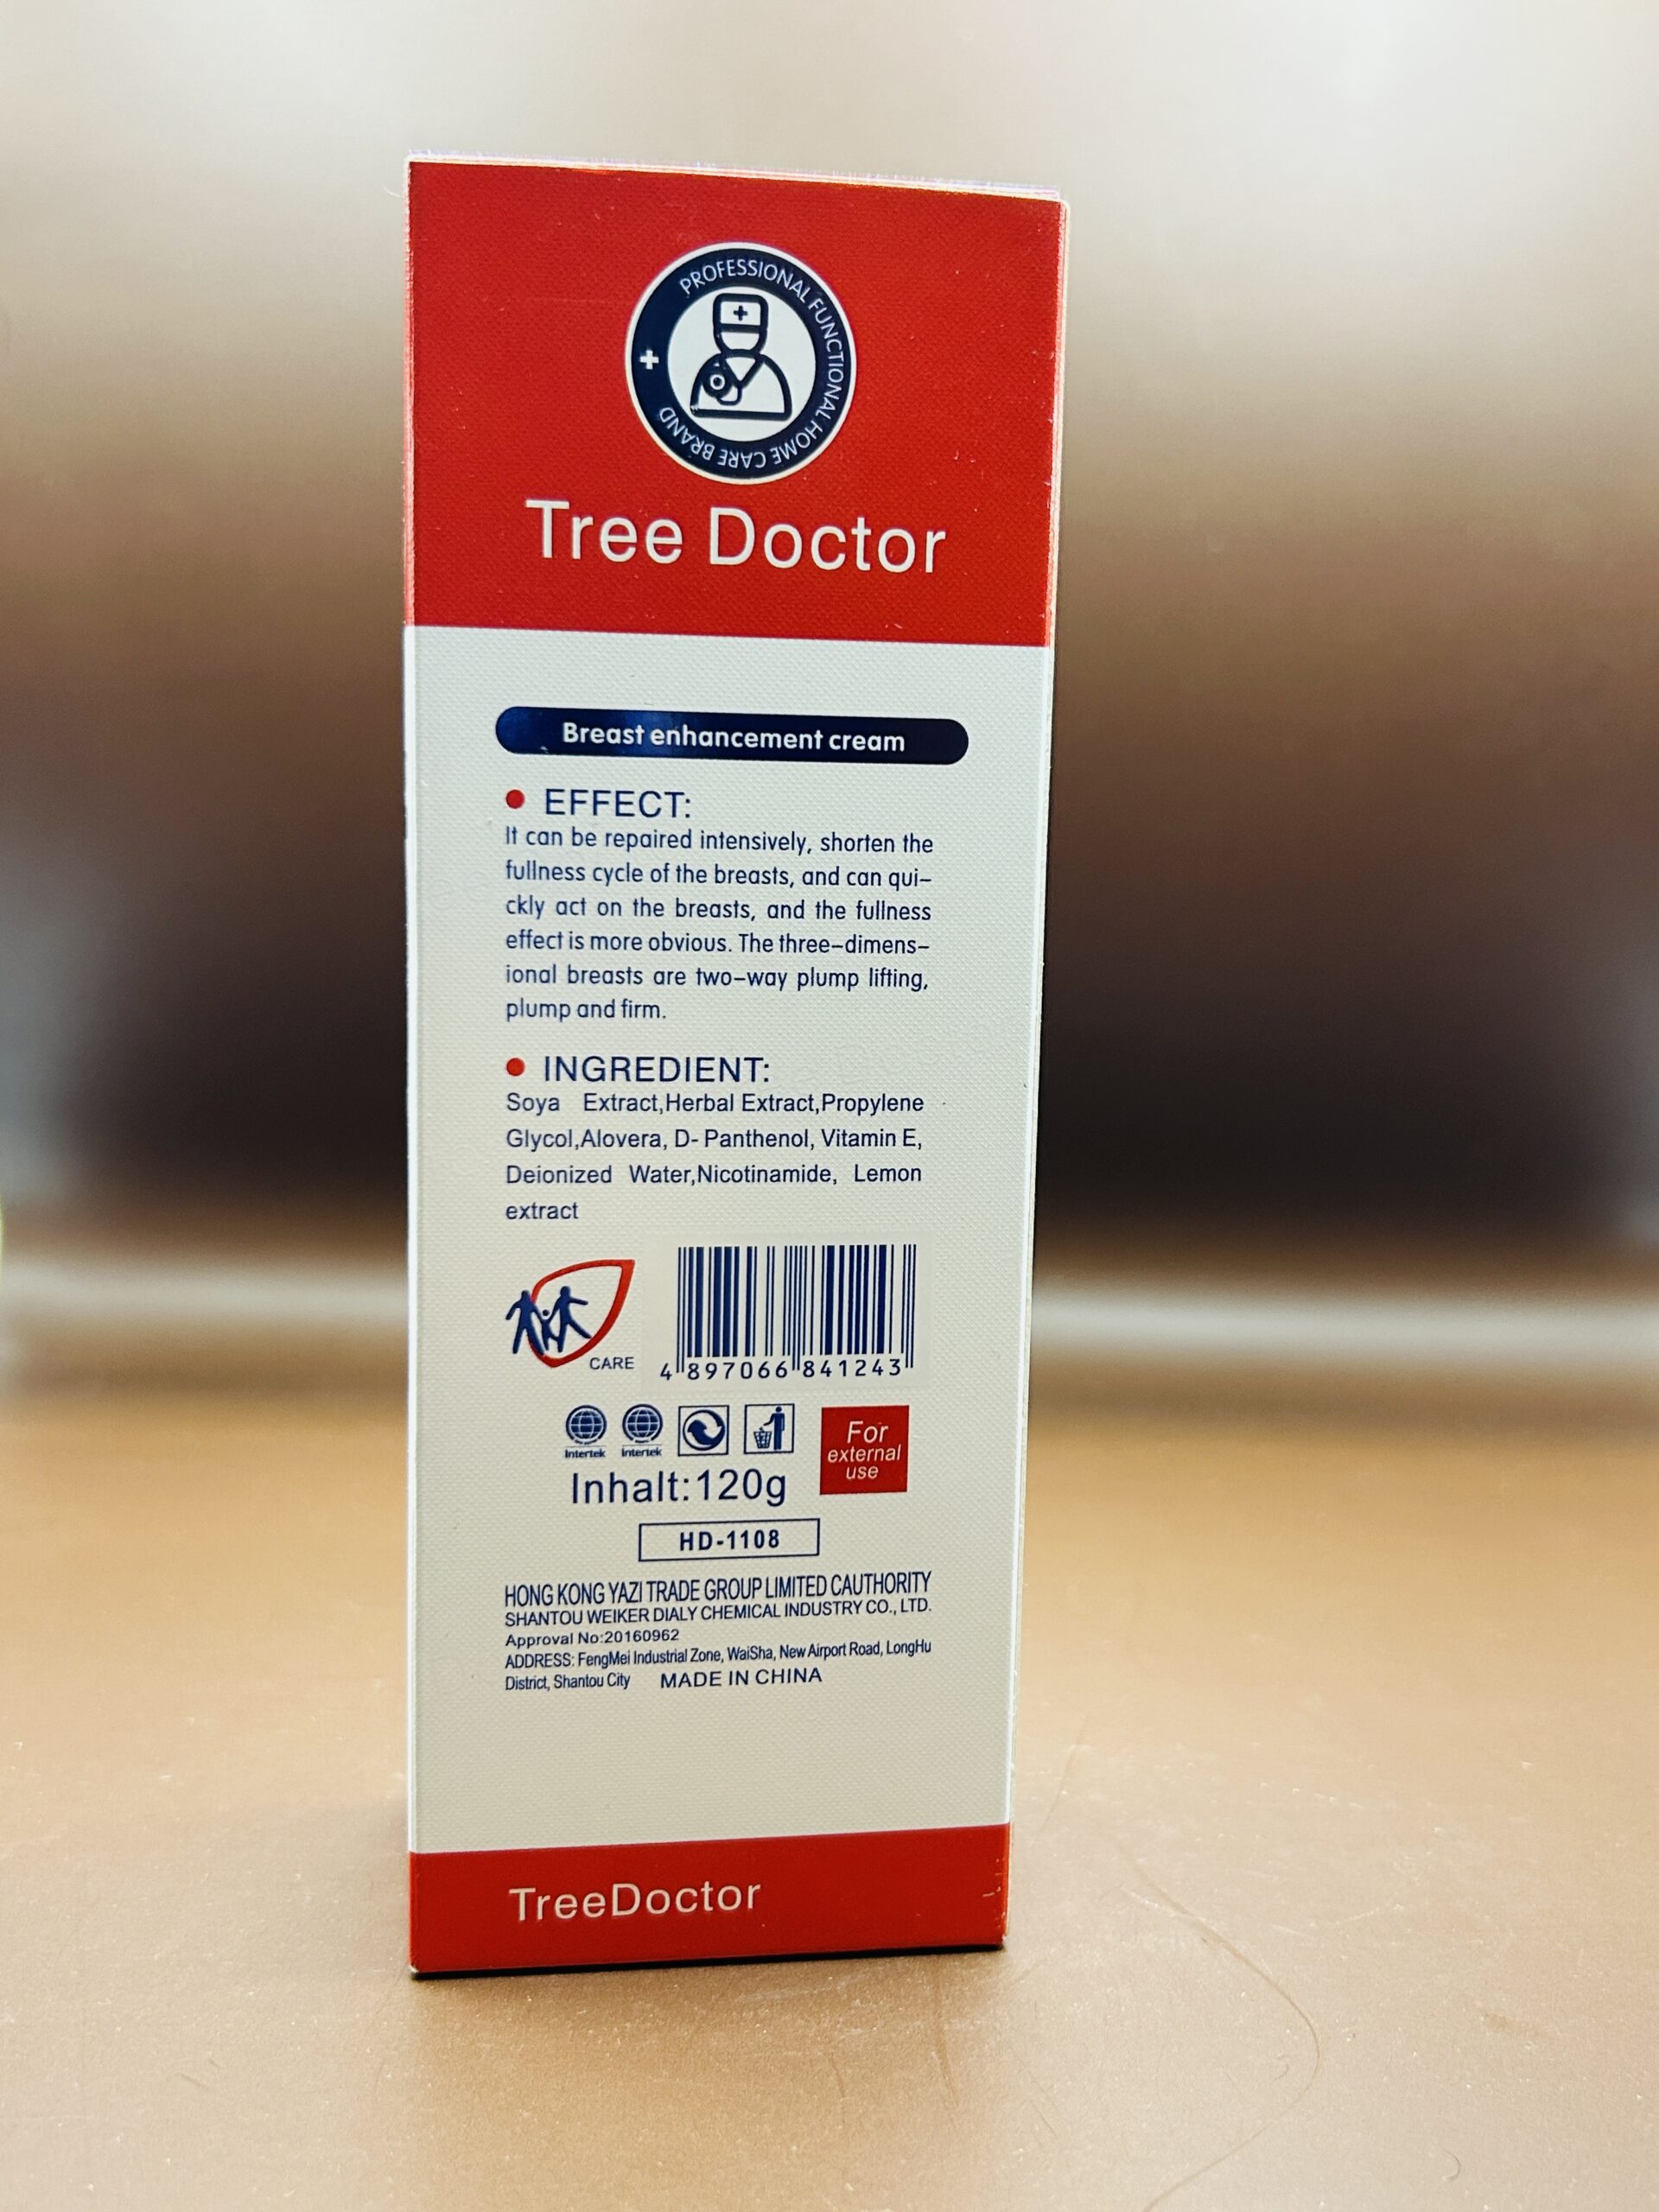 PROFESSIONAL FUNCTIONAL HOME CARE BRAND
Tree Doctor
Breast enhancement cream
EFFECT:
It can be repaired intensively, shorten the
fullness cycle of the breasts, and can qui-
ckly act on the breasts, and the fullness
effect is more obvious. The three-dimens-
ional breasts are two-way plump lifting,
plump and firm.
INGREDIENT:
Soya Extract,Herbal Extract,Propylene
Glycol,Alovera, D- Panthenol, Vitamin E,
Deionized Water,Nicotinamide, Lemon
extract
CARE
4 897066 841243
Intertek Intertek
For
external
use
Inhalt:120g
HD-1108
HONG KONG YAZI TRADE GROUP LIMITED CAUTHORITY
SHANTOU WEIKER DIALY CHEMICAL INDUSTRY CO., LTD.
Approval No:20160962
ADDRESS: FengMei Industrial Zone, WaiSha, New Airport Road, LongHu
District, Shantou City MADE IN CHINA
TreeDoctor